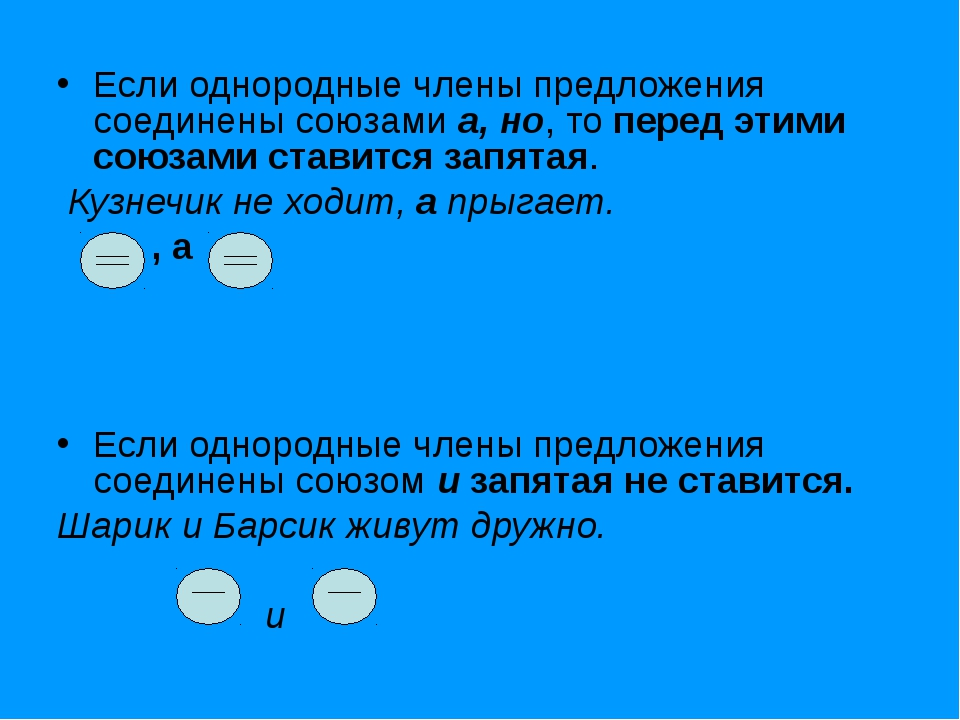 • Если однородные члены предложения
соединены союзами а, но, то перед этими
союзами ставится запятая.
Кузнечик не ходит, а прыгает.
, а
• Если однородные члены предложения
соединены союзом и запятая не ставится.
Шарик и Барсик живут дружно.
и